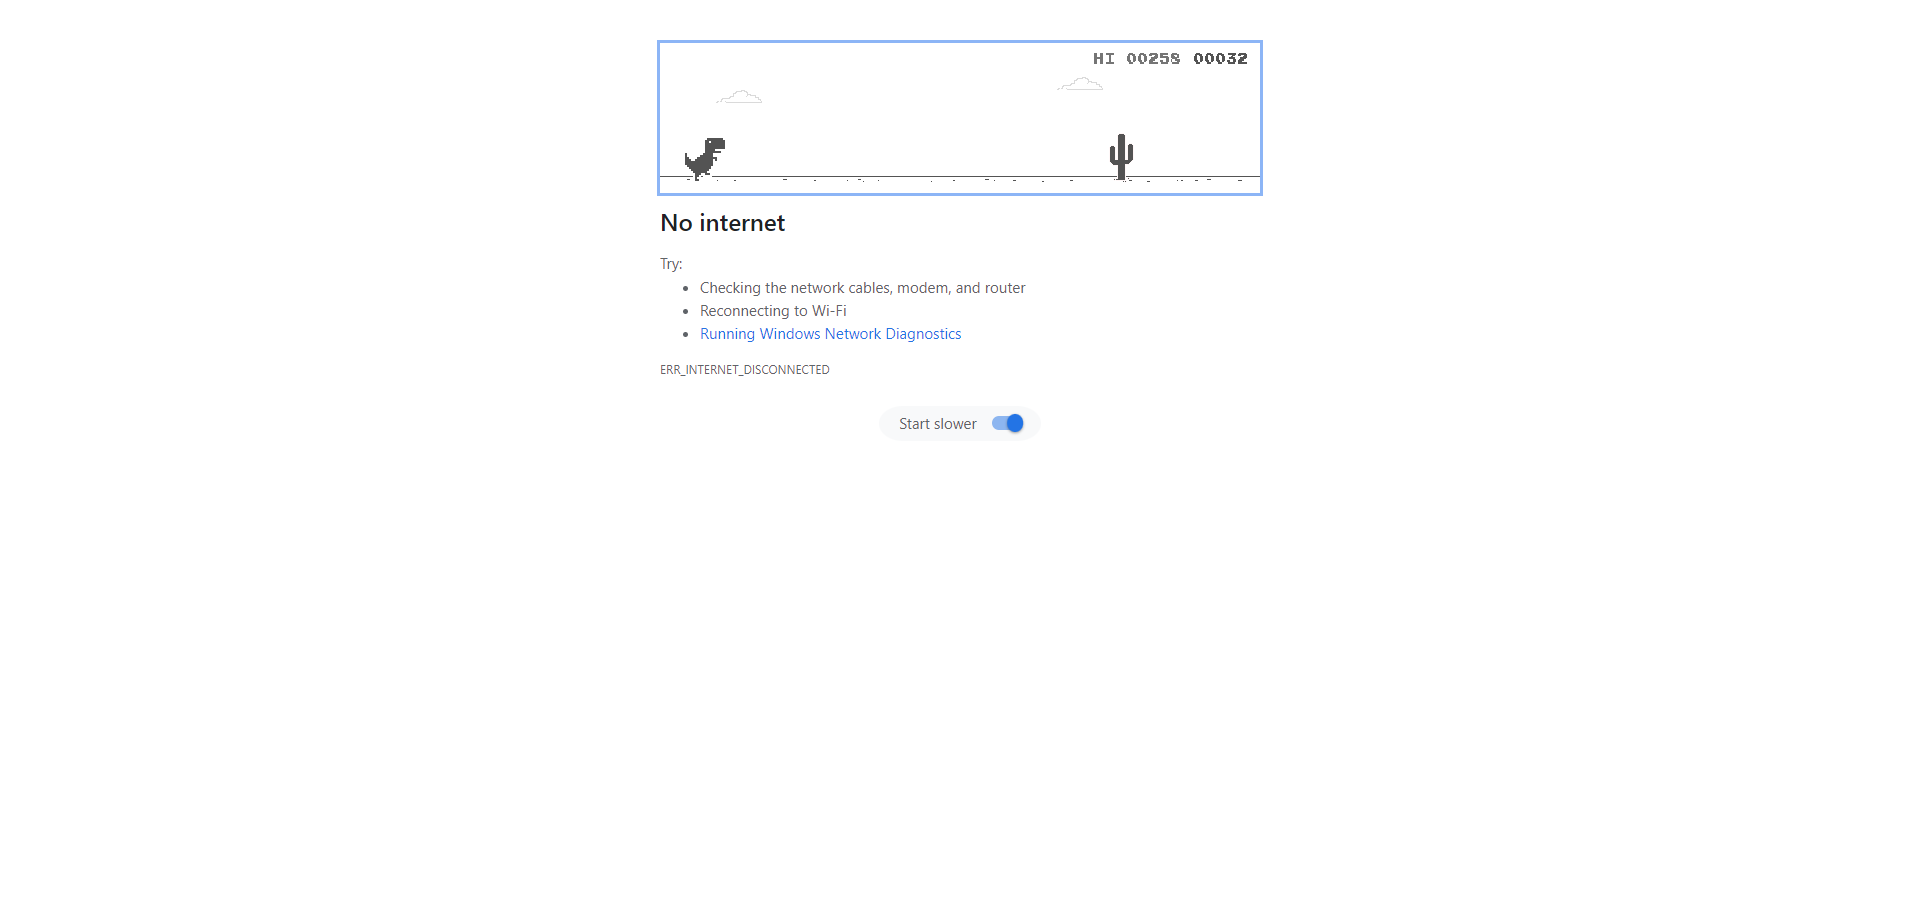 HI 00258 00032
No internet
Try:
Checking the network cables, modem, and router
Reconnecting to Wi-Fi
Running Windows Network Diagnostics
ERR_INTERNET_DISCONNECTED
Start slower